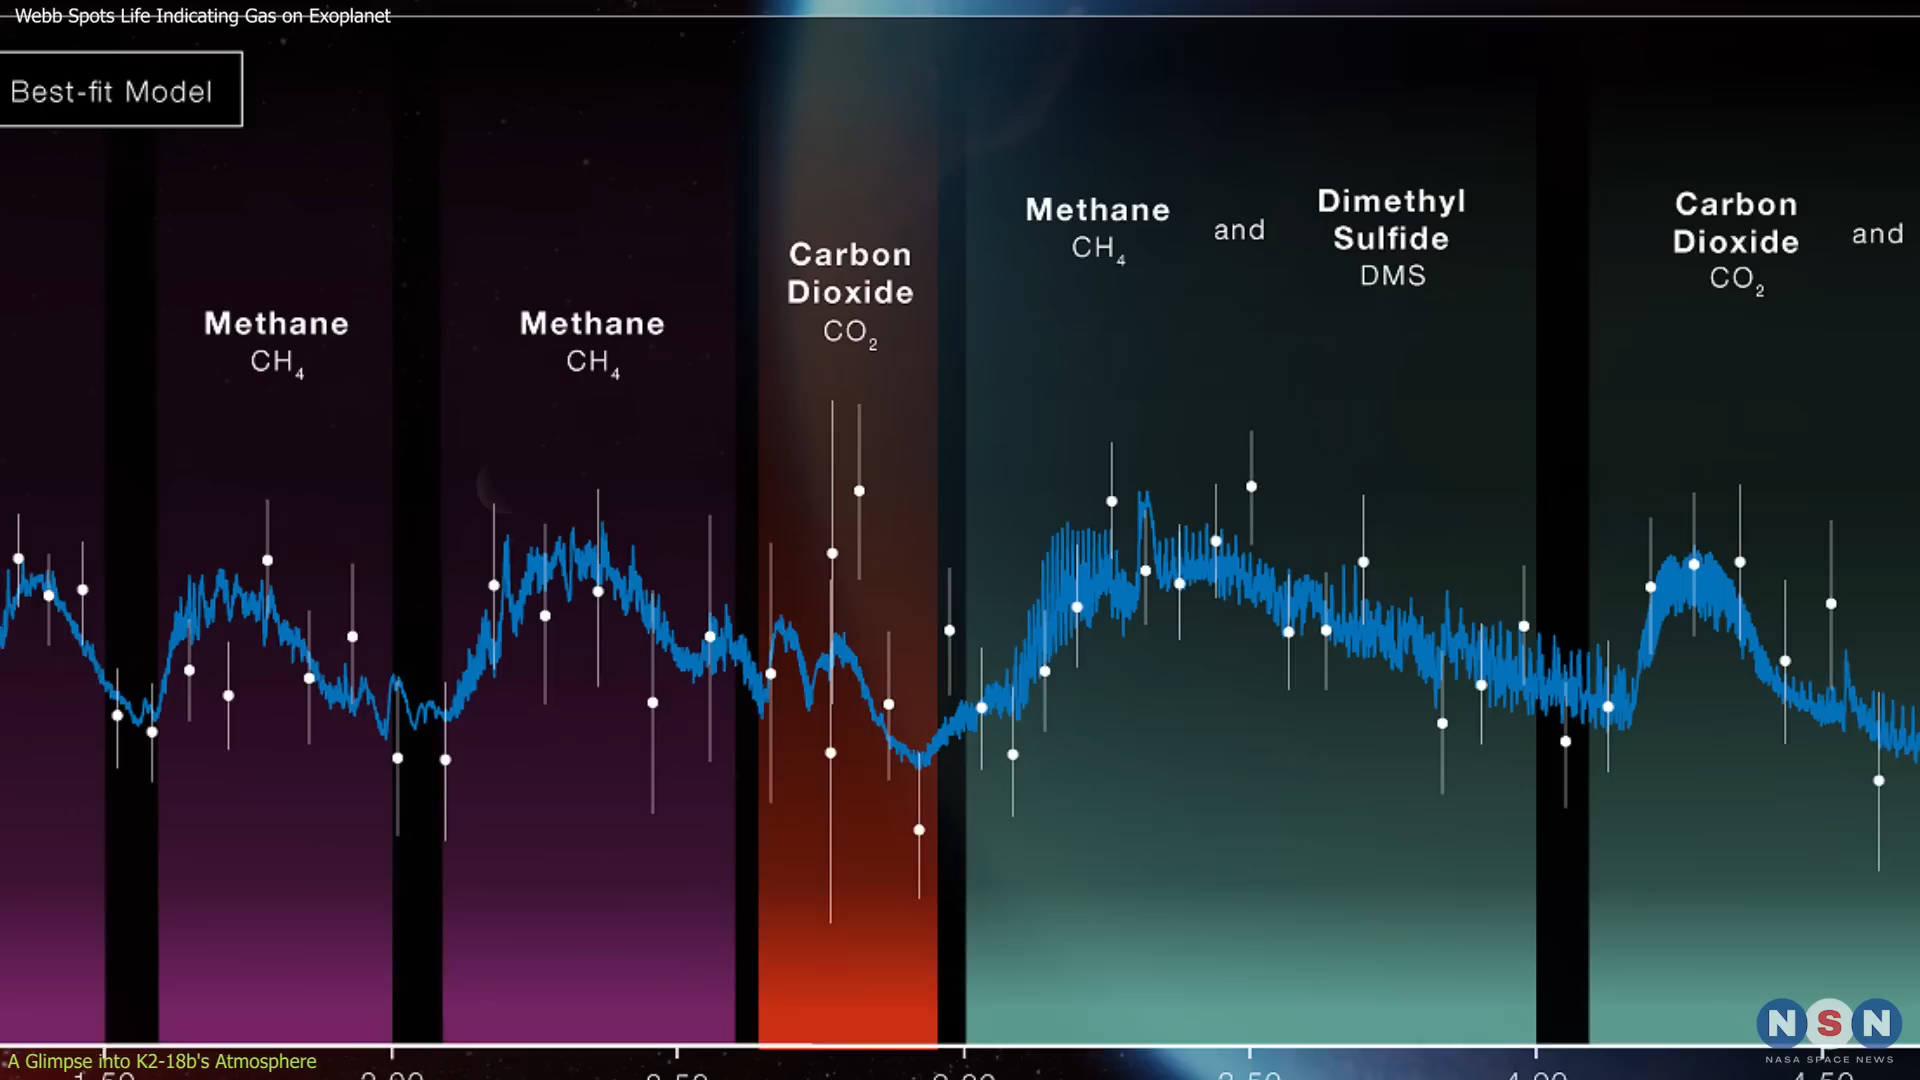 Webb Spots Life Indicating Gas on Exoplanet
Best-fit Model
Methane
CH4
Methane
CH4
Carbon
Dioxide
CO2
Methane
CH4
and
Dimethyl
Sulfide
DMS
Carbon
Dioxide
CO2
and
A Glimpse into K2-18b's Atmosphere
NSN
NASA SPACE NEWS